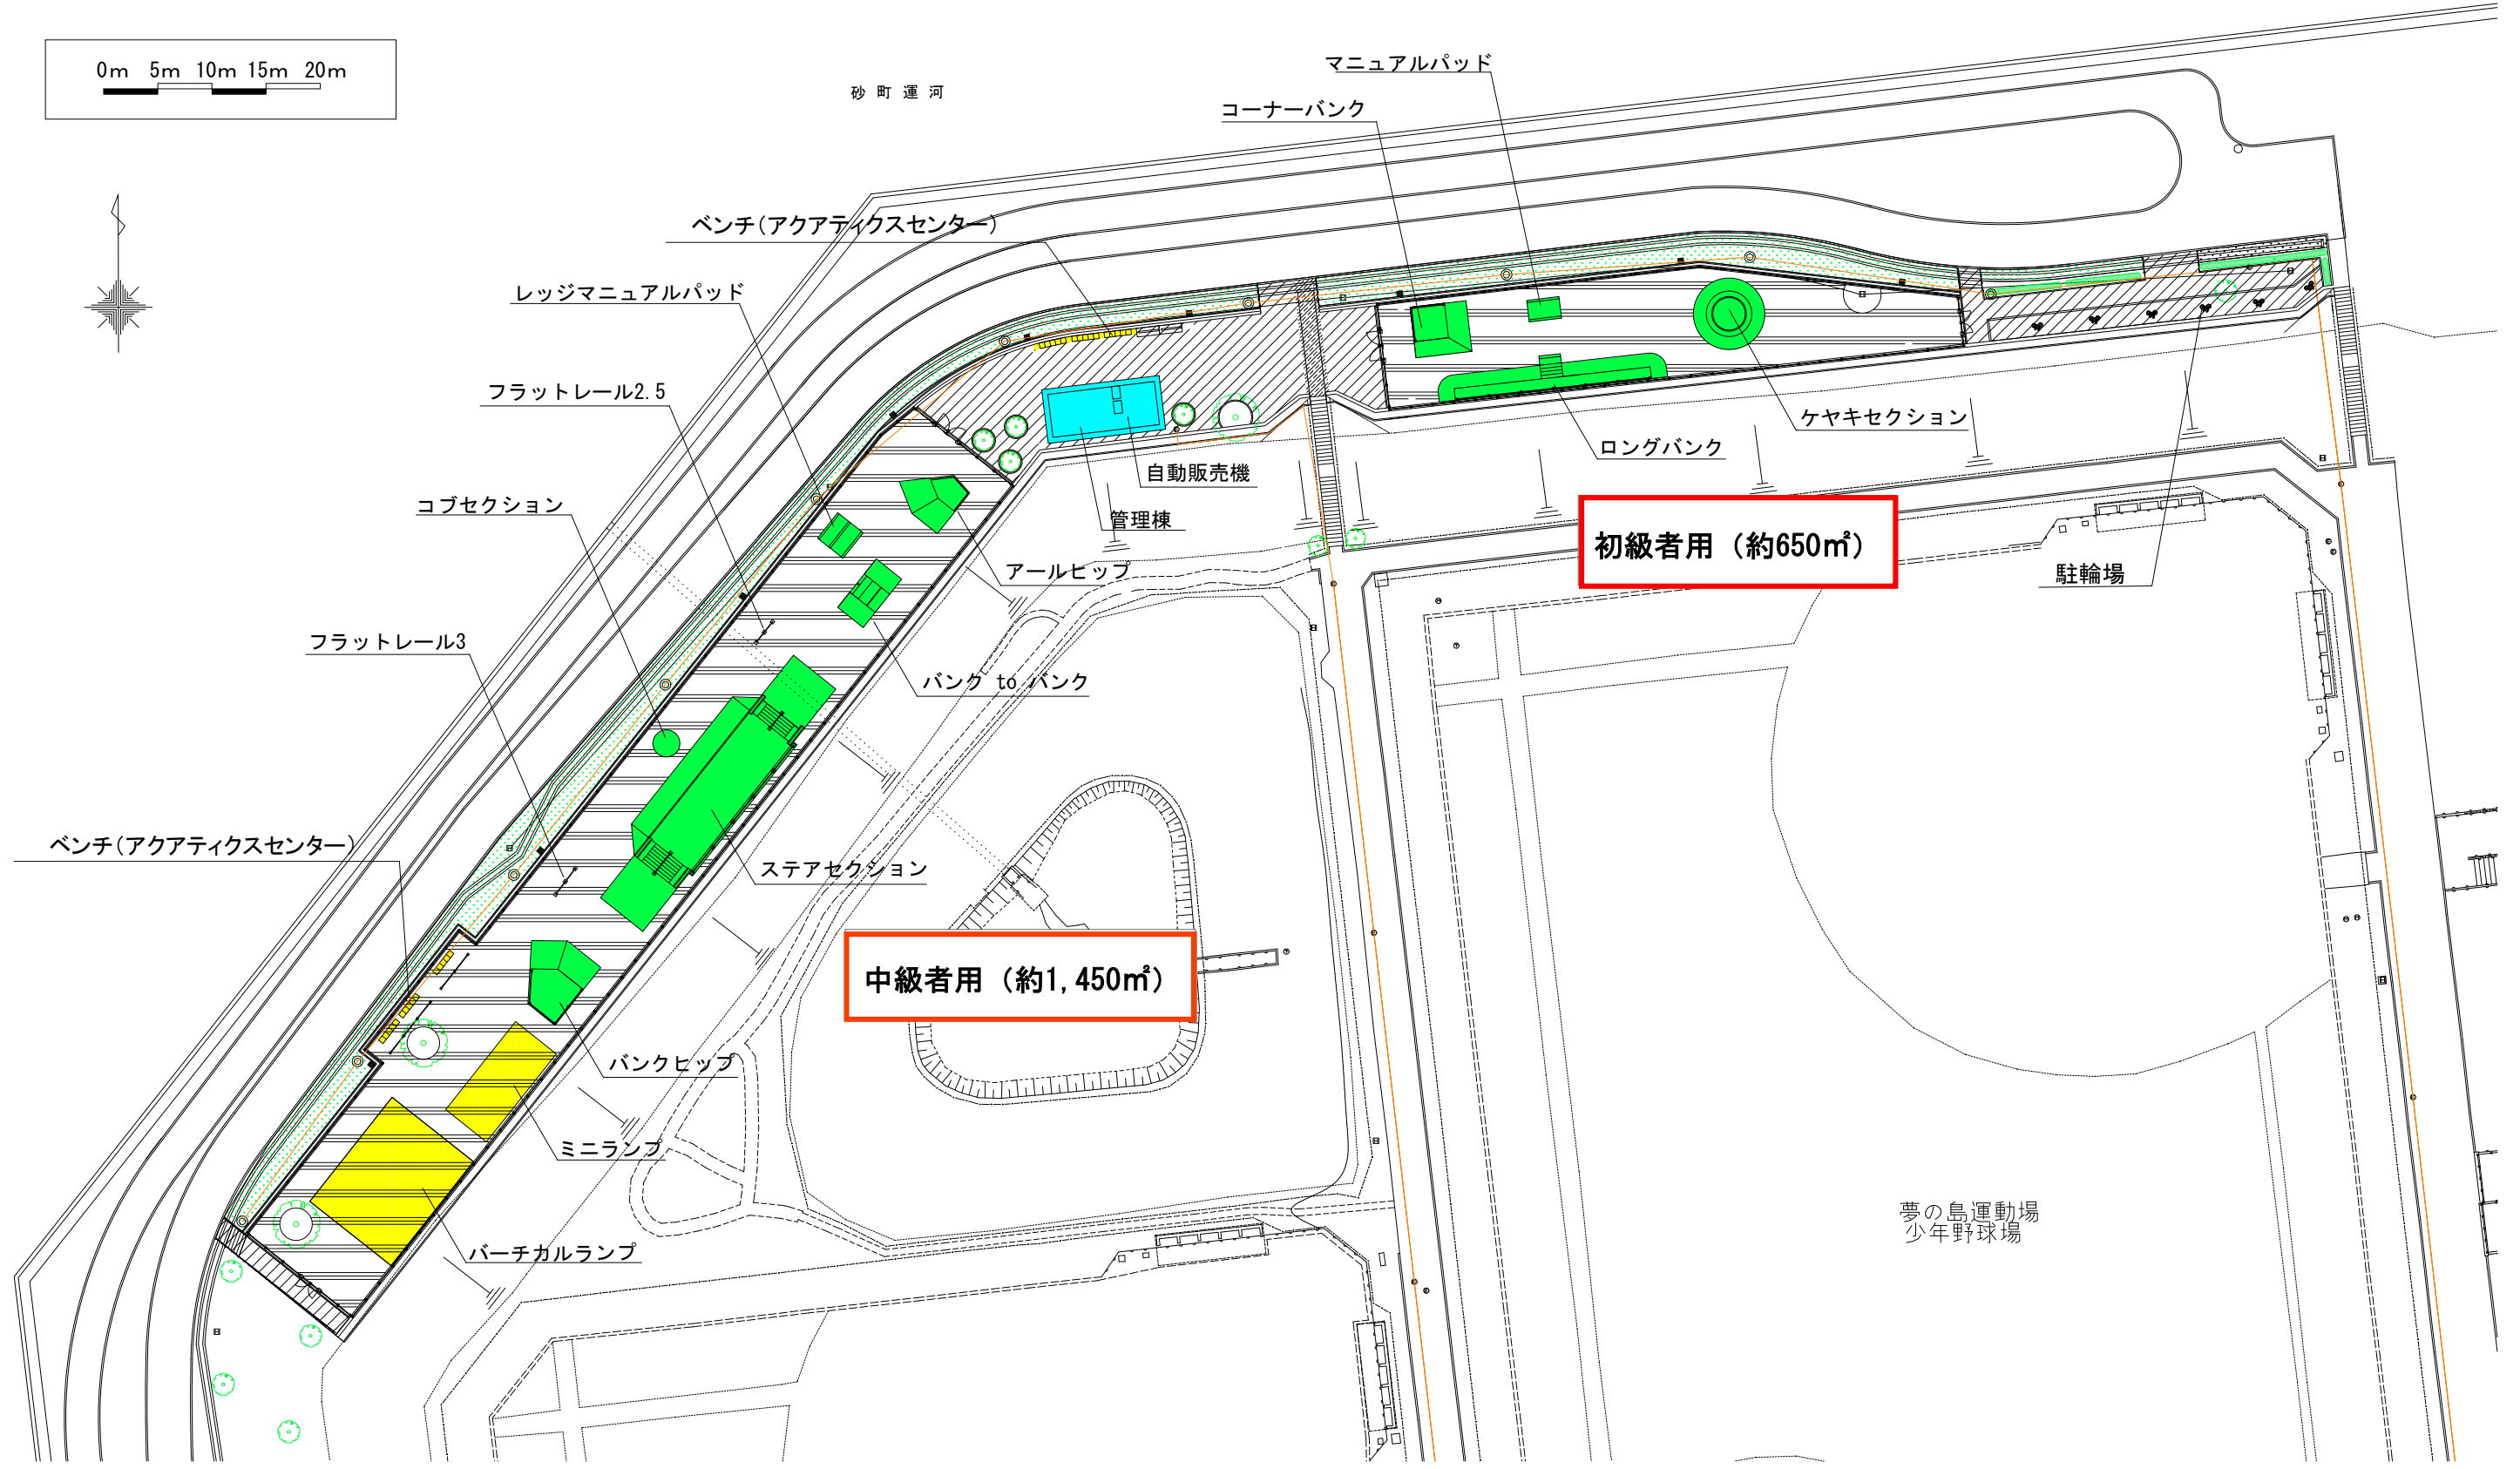 0m 5m 10m 15m 20m
砂町運河
マニュアルパッド
コーナーバンク
ベンチ(アクアティクスセンター)
レッジマニュアルパッド
フラットレール2.5
ケヤキセクション
ロングバンク
自動販売機
コブセクション
管理棟
初級者用（約650㎡）
アールヒップ
駐輪場
フラットレール3
バンク to バンク
ベンチ(アクアティクスセンター)
ステアセクション
中級者用（約1,450㎡）
バンクヒップ
ミニランプ
夢の島運動場
少年野球場
バーチカルランプ